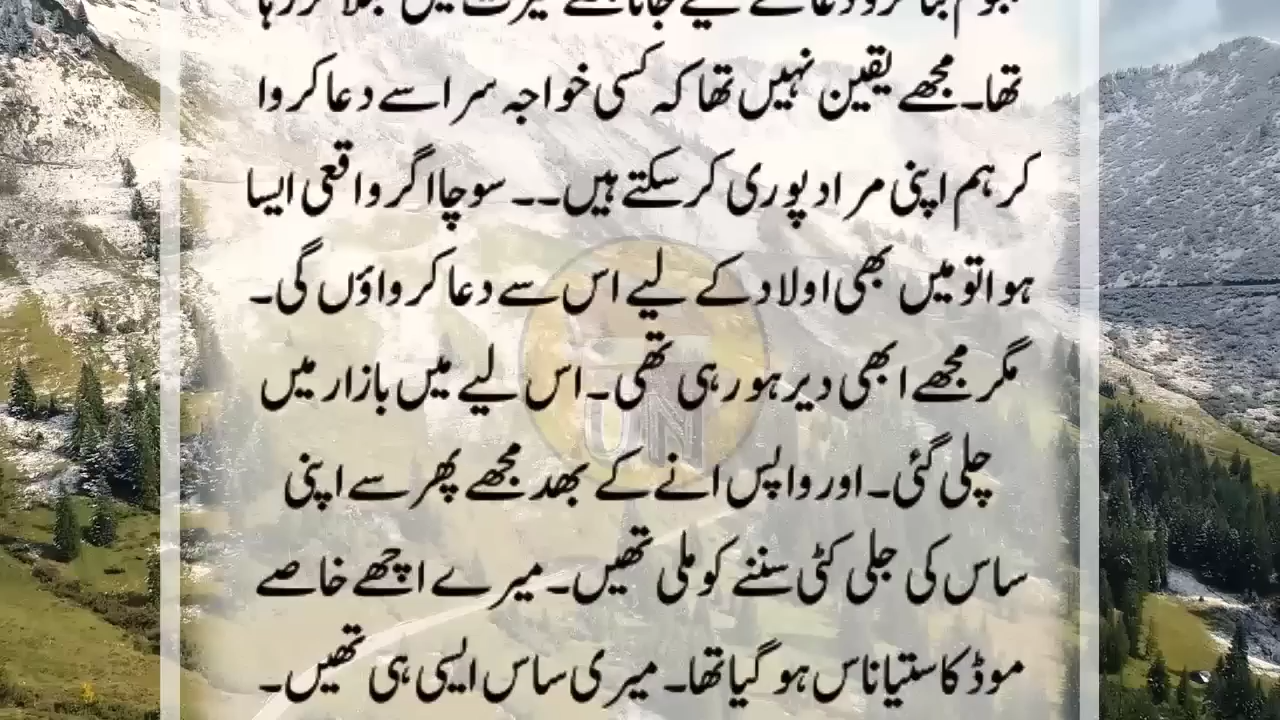 تھا۔ مجھے یقین نہیں تھا کہ کسی خواجہ سرا سے دعا کروا
کر ہم اپنی مراد پوری کر سکتے ہیں۔۔ سوچا اگر واقعی ایسا
ہوا تو میں بھی اولاد کے لیے اس سے دعا کرواؤں گی۔
مگر مجھے ابھی دیر ہو رہی تھی۔ اس لیے میں بازار میں
چلی گئی۔ اور واپس انے کے بھد مجھے پھر سے اپنی
ساس کی جلی کٹی سننے کو ملی تھیں۔ میرے اچھے خاصے
موڈ کا ستیاناس ہو گیا تھا۔ میری ساس ایسی ہی تھیں۔
UN